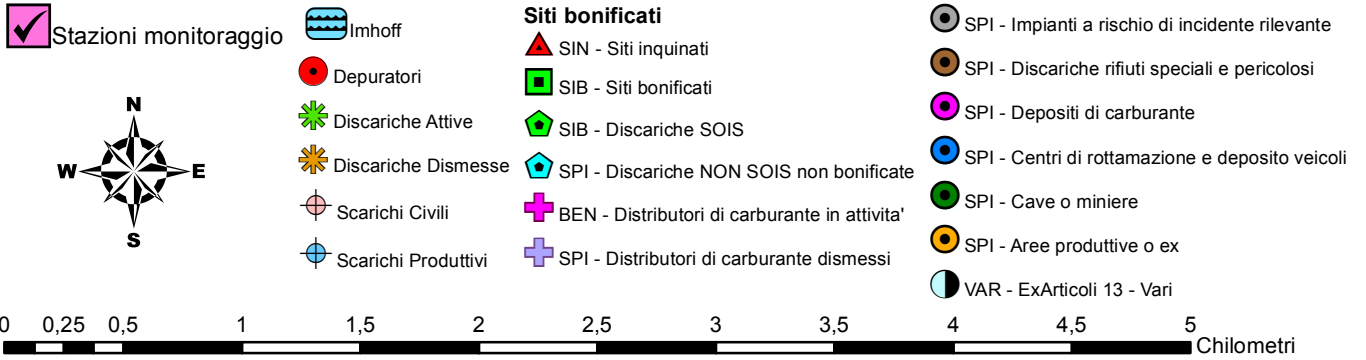 Stazioni monitoraggio
N
W
E
S
Imhoff
Depuratori
Discariche Attive
Discariche Dismesse
Scarichi Civili
Scarichi Produttivi
Siti bonificati
SIN - Siti inquinati
SIB - Siti bonificati
SIB - Discariche SOIS
SPI - Discariche NON SOIS non bonificate
BEN - Distributori di carburante in attivita'
SPI - Distributori di carburante dismessi
SPI - Impianti a rischio di incidente rilevante
SPI - Discariche rifiuti speciali e pericolosi
SPI - Depositi di carburante
SPI - Centri di rottamazione e deposito veicoli
SPI - Cave o miniere
SPI - Aree produttive o ex
VAR - ExArticoli 13 - Vari
0 0,25 0,5 1 1,5 2 2,5 3 3,5 4 4,5 5
Chilometri